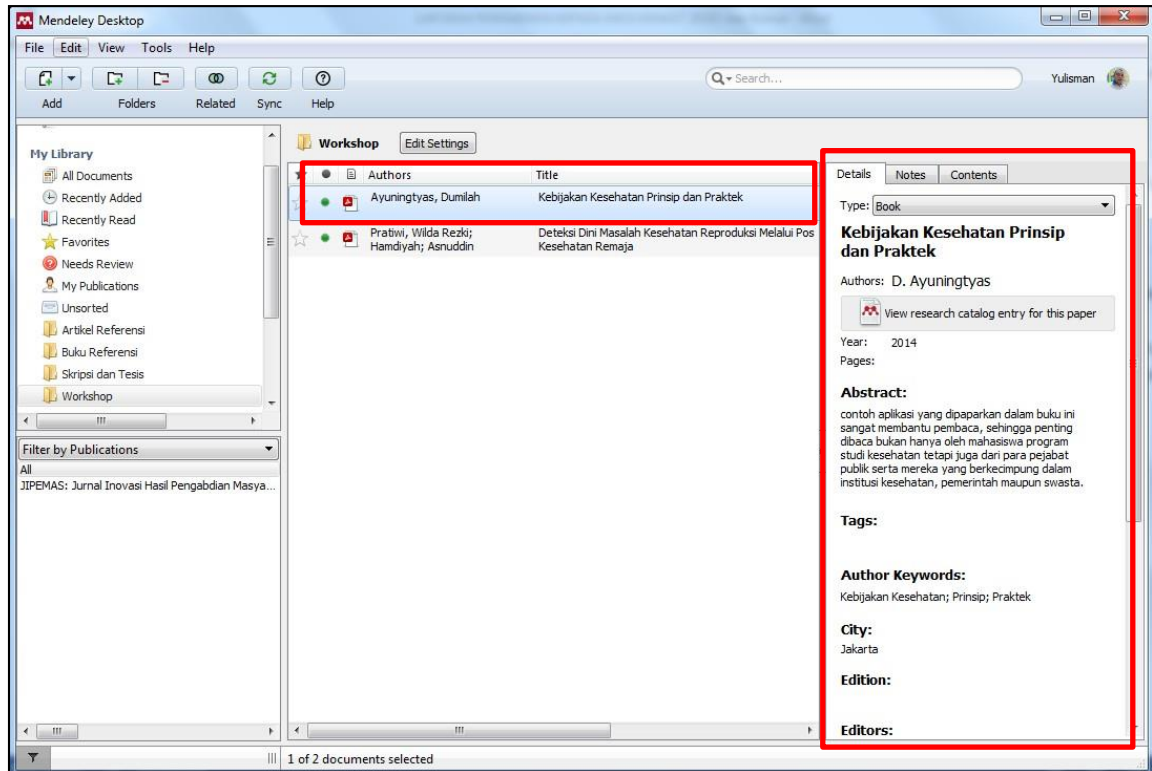 Mendeley Desktop
File Edit View Tools Help
Search...
Yulisman
Add Folders Related Sync Help
My Library
All Documents
Recently Added
Recently Read
Favorites
Needs Review
My Publications
Unsorted
Artikel Referensi
Buku Referensi
Skripsi dan Tesis
Workshop
Filter by Publications
All
JIPEMAS: Jurnal Inovasi Hasil Pengabdian Masya...
Workshop Edit Settings
Authors Title
Ayuningtyas, Dumilah Kebijakan Kesehatan Prinsip dan Praktek
Pratiwi, Wilda Rezki; Deteksi Dini Masalah Kesehatan Reproduksi Melalui Pos
Hamdiyah; Asnuddin Kesehatan Remaja
Details Notes Contents
Type: Book
Kebijakan Kesehatan Prinsip
dan Praktek
Authors: D. Ayuningtyas
View research catalog entry for this paper
Year: 2014
Pages:
Abstract:
contoh aplikasi yang dipaparkan dalam buku ini
sangat membantu pembaca, sehingga penting
dibaca bukan hanya oleh mahasiswa program
studi kesehatan tetapi juga dari para pejabat
publik serta mereka yang berkecimpung dalam
institusi kesehatan, pemerintah maupun swasta.
Tags:
Author Keywords:
Kebijakan Kesehatan; Prinsip; Praktek
City:
Jakarta
Edition:
Editors:
1 of 2 documents selected